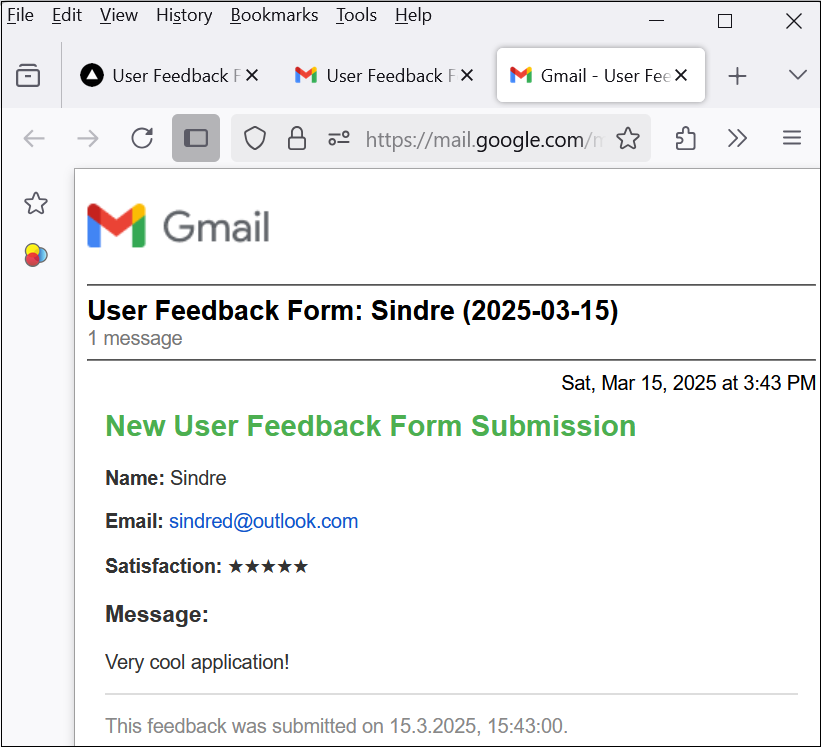 File Edit View History Bookmarks Tools Help
User Feedback F User Feedback F Gmail - User Fee
https://mail.google.com/m
Gmail
User Feedback Form: Sindre (2025-03-15)
1 message
Sat, Mar 15, 2025 at 3:43 PM
New User Feedback Form Submission
Name: Sindre
Email: sindred@outlook.com
Satisfaction: ★★★★★
Message:
Very cool application!
This feedback was submitted on 15.3.2025, 15:43:00.